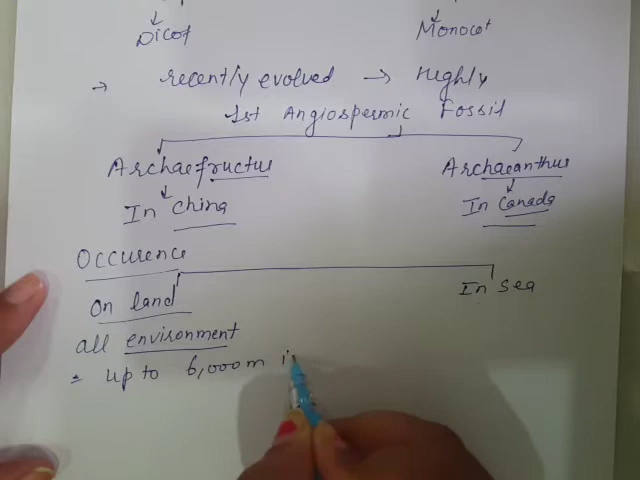 Dicot Monocot
→ recently evolved → Highly
1st Angiospermic Fossil
Archaefructus Archaeanthus
In China In Canada
Occurence
On land In sea
all environment
= up to 6,000m i